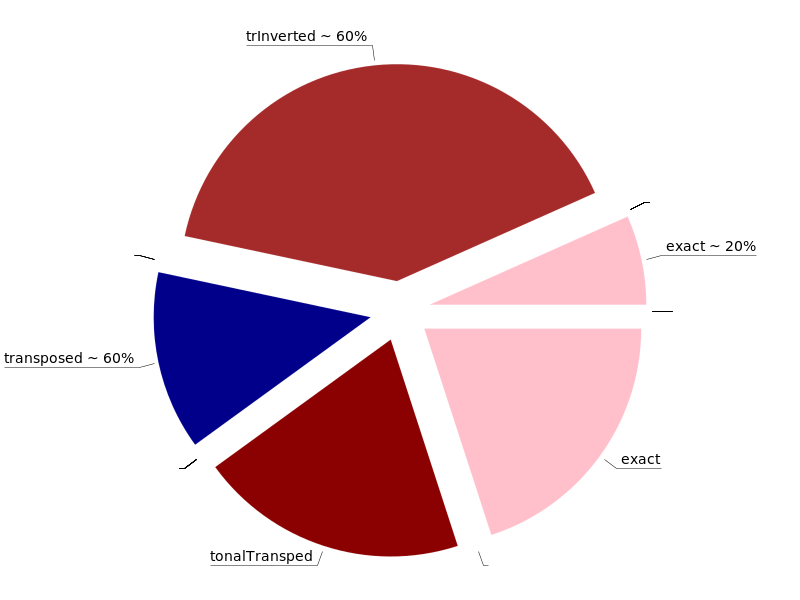 trInverted ~ 60%
exact ~ 20%
transposed ~ 60%
exact
tonalTransped